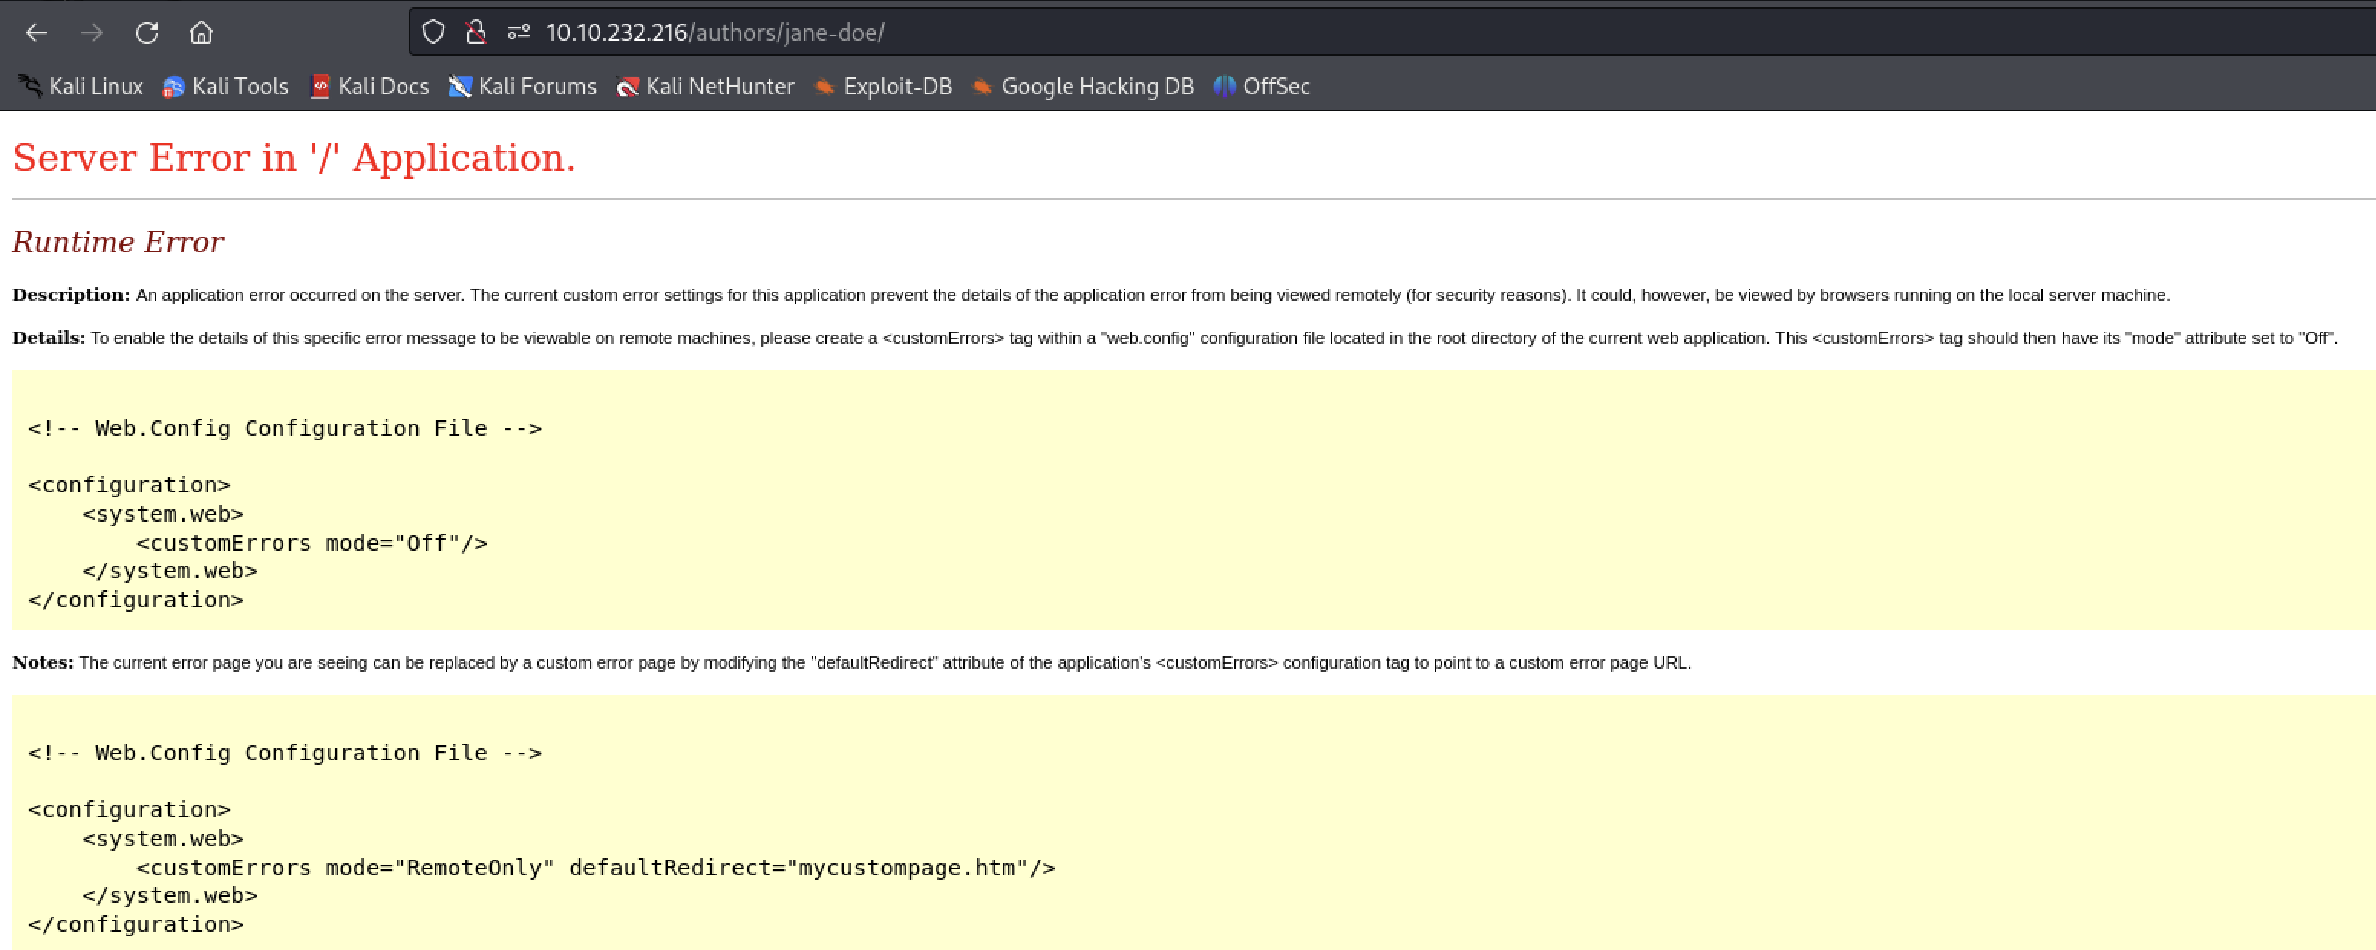 10.10.232.216/authors/jane-doe/
Kali Linux Kali Tools Kali Docs Kali Forums Kali NetHunter Exploit-DB Google Hacking DB OffSec
Server Error in '/' Application.
Runtime Error
Description: An application error occurred on the server. The current custom error settings for this application prevent the details of the application error from being viewed remotely (for security reasons). It could, however, be viewed by browsers running on the local server machine.
Details: To enable the details of this specific error message to be viewable on remote machines, please create a <customErrors> tag within a "web.config" configuration file located in the root directory of the current web application. This <customErrors> tag should then have its "mode" attribute set to "Off".
<!-- Web.Config Configuration File -->
<configuration>
    <system.web>
        <customErrors mode="Off"/>
    </system.web>
</configuration>
Notes: The current error page you are seeing can be replaced by a custom error page by modifying the "defaultRedirect" attribute of the application's <customErrors> configuration tag to point to a custom error page URL.
<!-- Web.Config Configuration File -->
<configuration>
    <system.web>
        <customErrors mode="RemoteOnly" defaultRedirect="mycustompage.htm"/>
    </system.web>
</configuration>